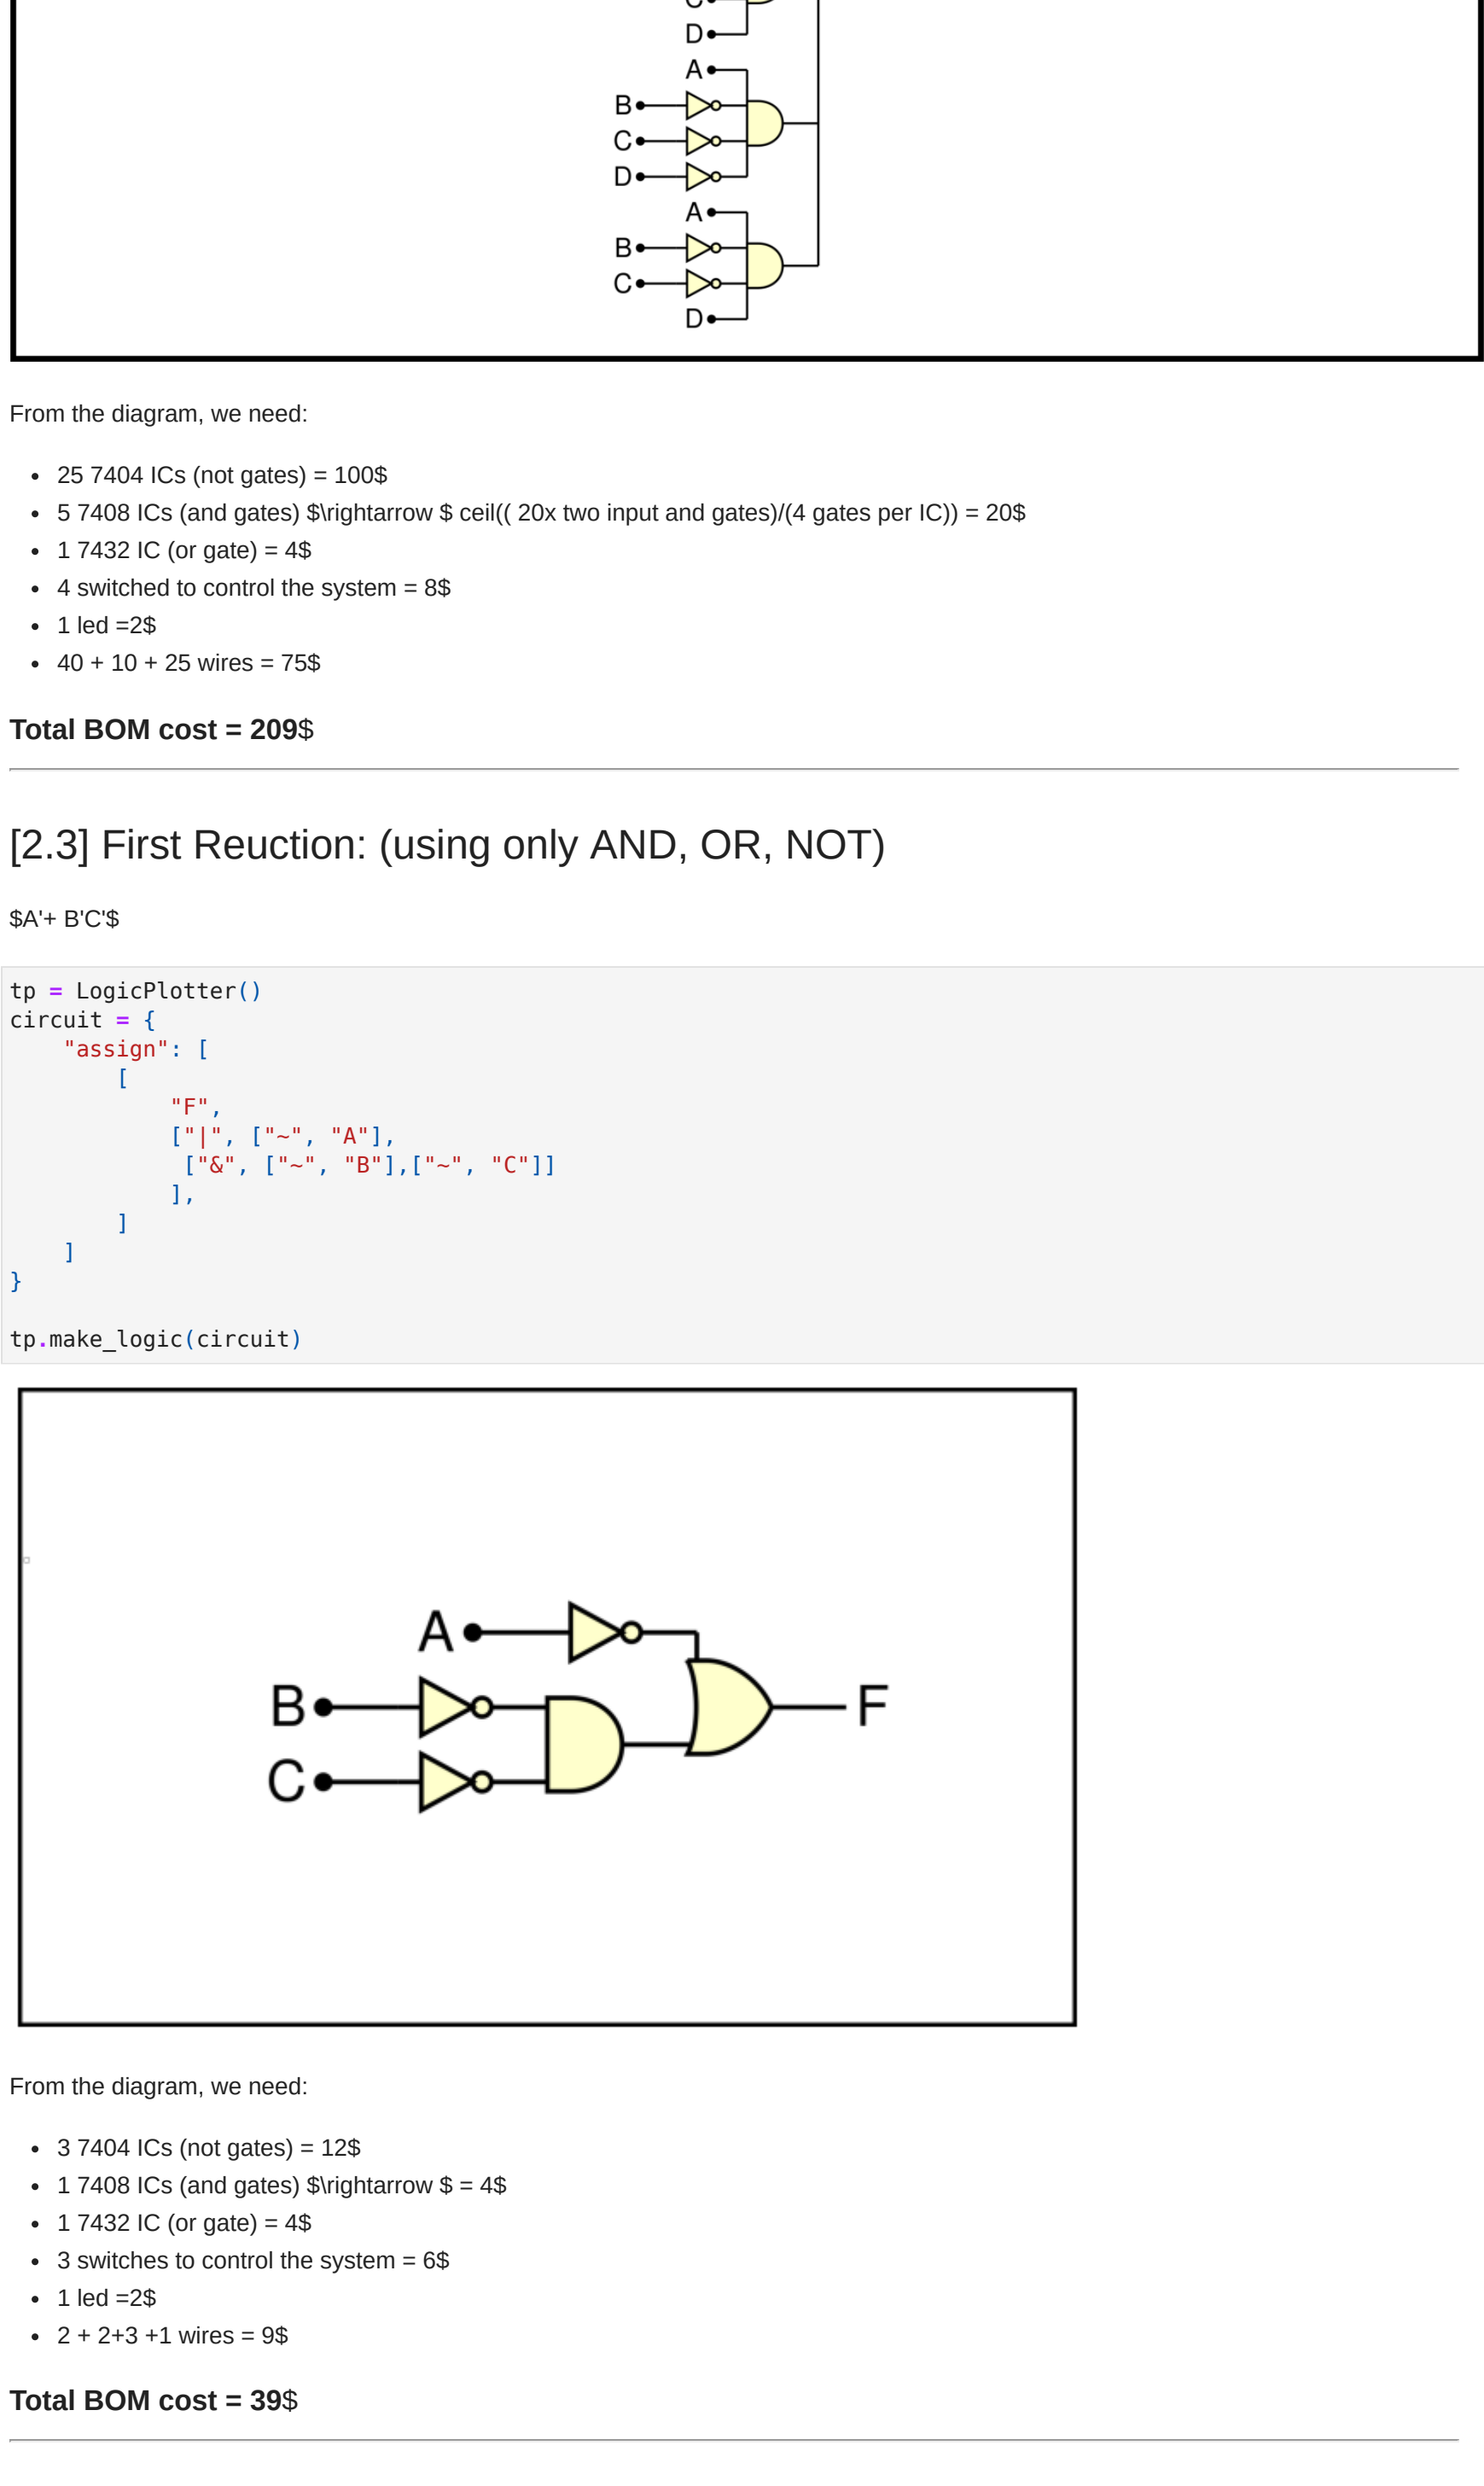 C
D
A
B
C
D
A
B
C
D
From the diagram, we need:
25 7404 ICs (not gates) = 100$
5 7408 ICs (and gates) $\rightarrow $ ceil(( 20x two input and gates)/(4 gates per IC)) = 20$
1 7432 IC (or gate) = 4$
4 switched to control the system = 8$
1 led =2$
40 + 10 + 25 wires = 75$
Total BOM cost = 209$
[2.3] First Reuction: (using only AND, OR, NOT)
$A'+ B'C'$
tp = LogicPlotter()
circuit = {
    "assign": [
        [
            "F",
            ["|", ["~", "A"],
             ["&", ["~", "B"],["~", "C"]]
            ],
        ]
    ]
}
tp.make_logic(circuit)
A
B
F
C
From the diagram, we need:
3 7404 ICs (not gates) = 12$
1 7408 ICs (and gates) $\rightarrow $ = 4$
1 7432 IC (or gate) = 4$
3 switches to control the system = 6$
1 led =2$
2 + 2+3 +1 wires = 9$
Total BOM cost = 39$